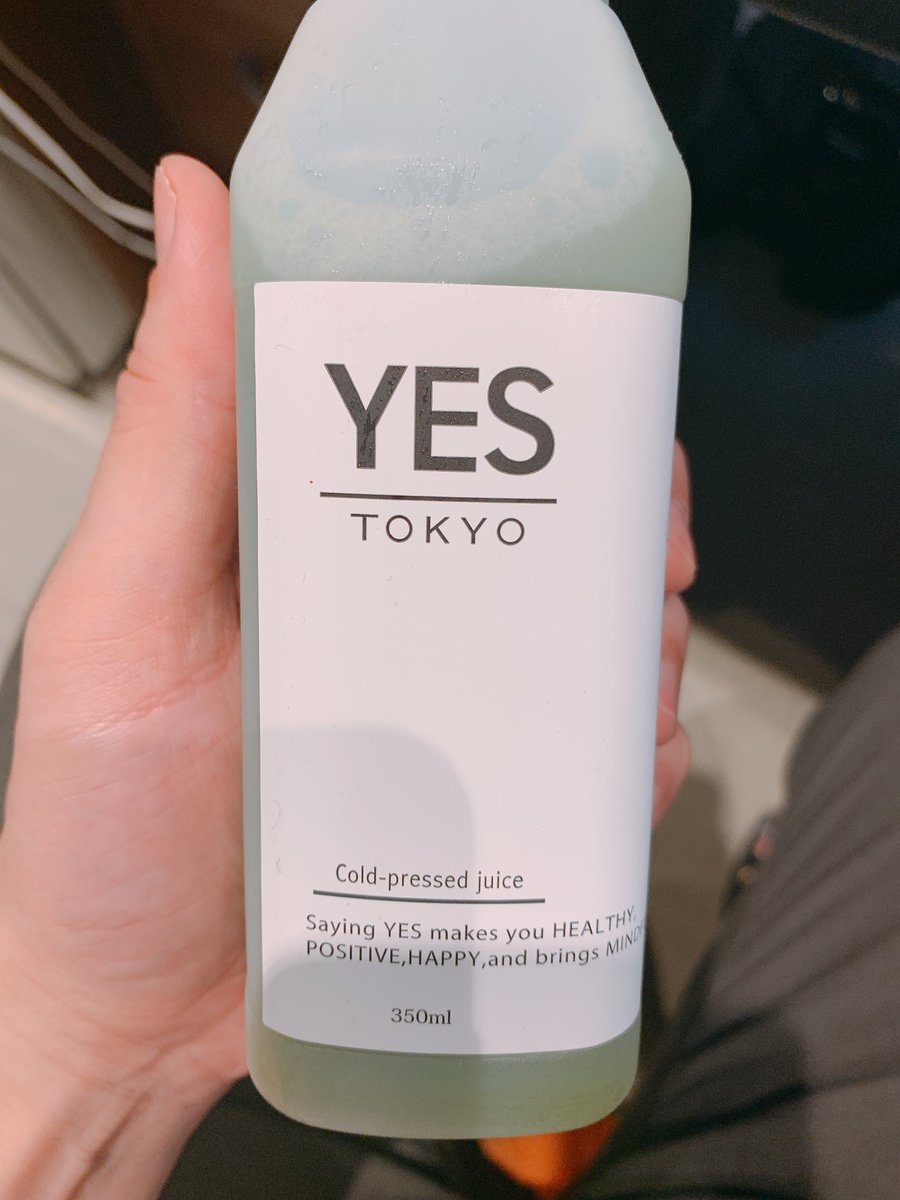 YES
TOKYO
Cold-pressed juice
Saying YES makes you HEALTHY,
POSITIVE,HAPPY,and brings
350ml